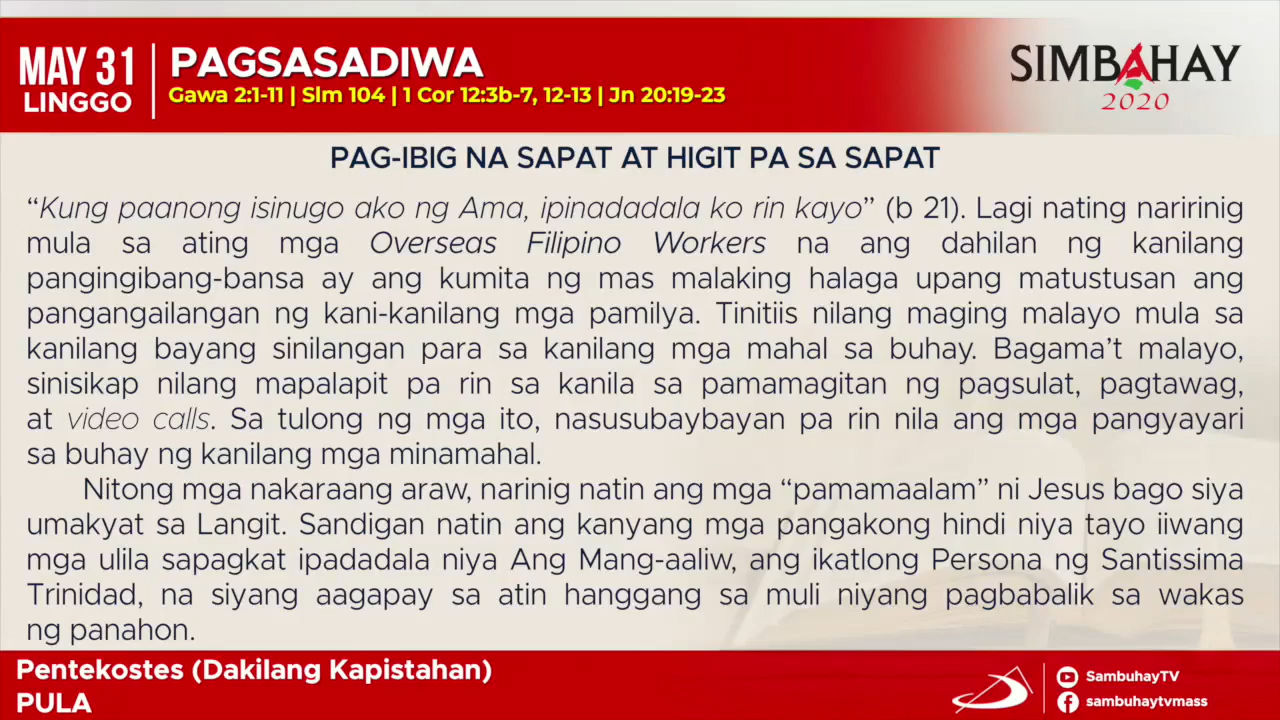 MAY 31
LINGGO
PAGSASADIWA
Gawa 2:1-11 | Slm 104 | 1 Cor 12:3b-7, 12-13 | Jn 20:19-23
SIMBAHAY
2020
PAG-IBIG NA SAPAT AT HIGIT PA SA SAPAT
“Kung paanong isinugo ako ng Ama, ipinadadala ko rin kayo” (b 21). Lagi nating naririnig
mula sa ating mga Overseas Filipino Workers na ang dahilan ng kanilang
pangingibang-bansa ay ang kumita ng mas malaking halaga upang matustusan ang
pangangailangan ng kani-kanilang mga pamilya. Tinitiis nilang maging malayo mula sa
kanilang bayang sinilangan para sa kanilang mga mahal sa buhay. Bagama’t malayo,
sinisikap nilang mapalapit pa rin sa kanila sa pamamagitan ng pagsulat, pagtawag,
at video calls. Sa tulong ng mga ito, nasusubaybayan pa rin nila ang mga pangyayari
sa buhay ng kanilang mga minamahal.
Nitong mga nakaraang araw, narinig natin ang mga “pamamaalam” ni Jesus bago siya
umakyat sa Langit. Sandigan natin ang kanyang mga pangakong hindi niya tayo iiwang
mga ulila sapagkat ipadadala niya Ang Mang-aaliw, ang ikatlong Persona ng Santissima
Trinidad, na siyang aagapay sa atin hanggang sa muli niyang pagbabalik sa wakas
ng panahon.
Pentekostes (Dakilang Kapistahan)
PULA
SambuhayTV
sambuhaytvmass